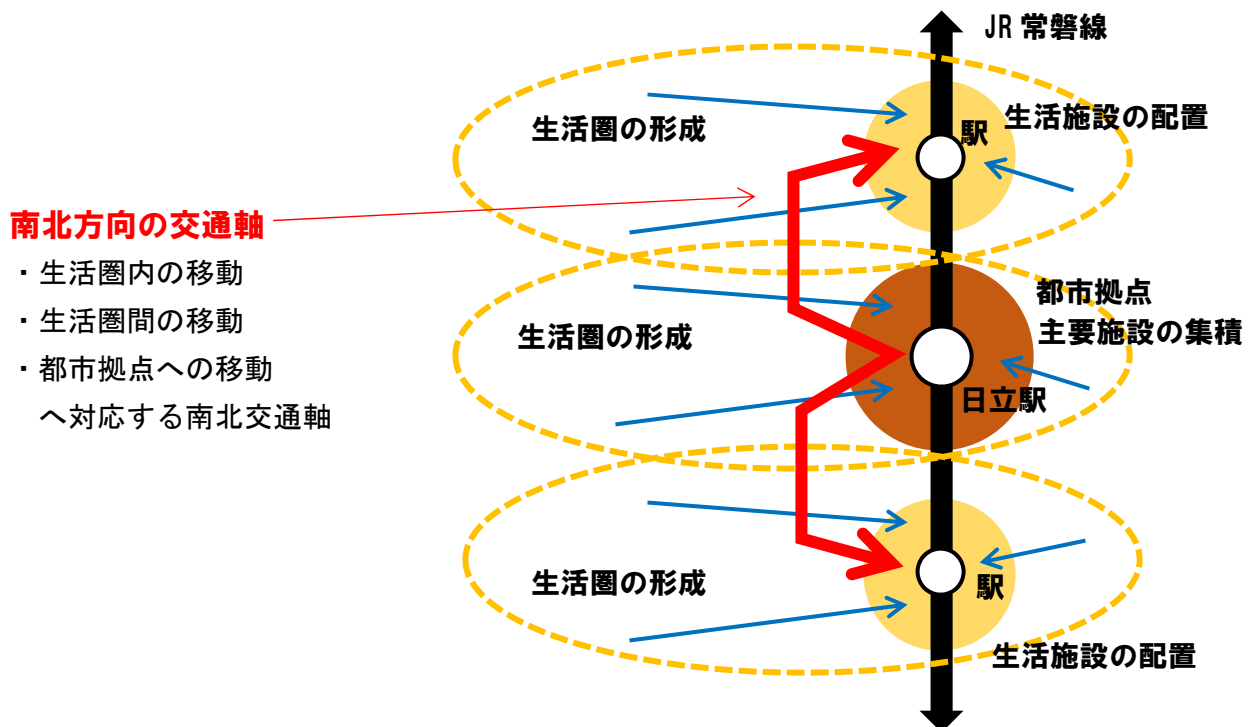 JR 常磐線
生活圏の形成
生活施設の配置
駅
南北方向の交通軸
・生活圏内の移動
・生活圏間の移動
・都市拠点への移動
へ対応する南北交通軸
都市拠点
主要施設の集積
生活圏の形成
日立駅
生活圏の形成
駅
生活施設の配置